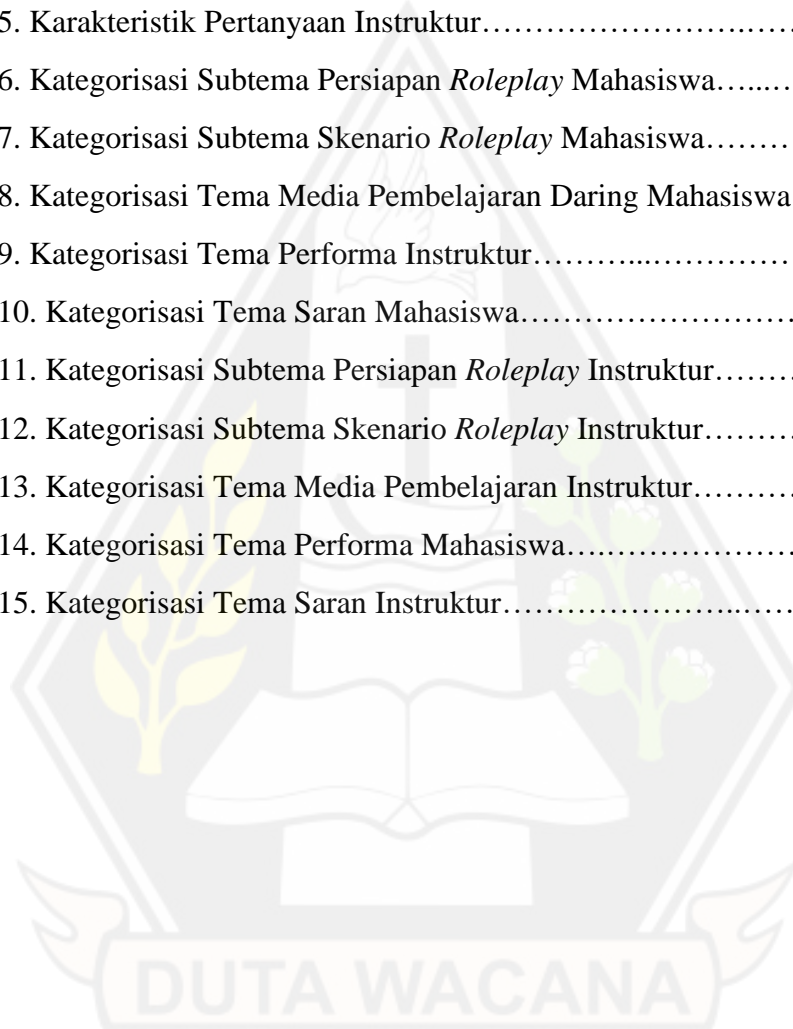 5. Karakteristik Pertanyaan Instruktur…………………….……
6. Kategorisasi Subtema Persiapan Roleplay Mahasiswa…...…
7. Kategorisasi Subtema Skenario Roleplay Mahasiswa………
8. Kategorisasi Tema Media Pembelajaran Daring Mahasiswa
9. Kategorisasi Tema Performa Instruktur………...……………
10. Kategorisasi Tema Saran Mahasiswa………………………
11. Kategorisasi Subtema Persiapan Roleplay Instruktur………
12. Kategorisasi Subtema Skenario Roleplay Instruktur………
13. Kategorisasi Tema Media Pembelajaran Instruktur…………
14. Kategorisasi Tema Performa Mahasiswa….…………………
15. Kategorisasi Tema Saran Instruktur………………….……
DUTA WACANA